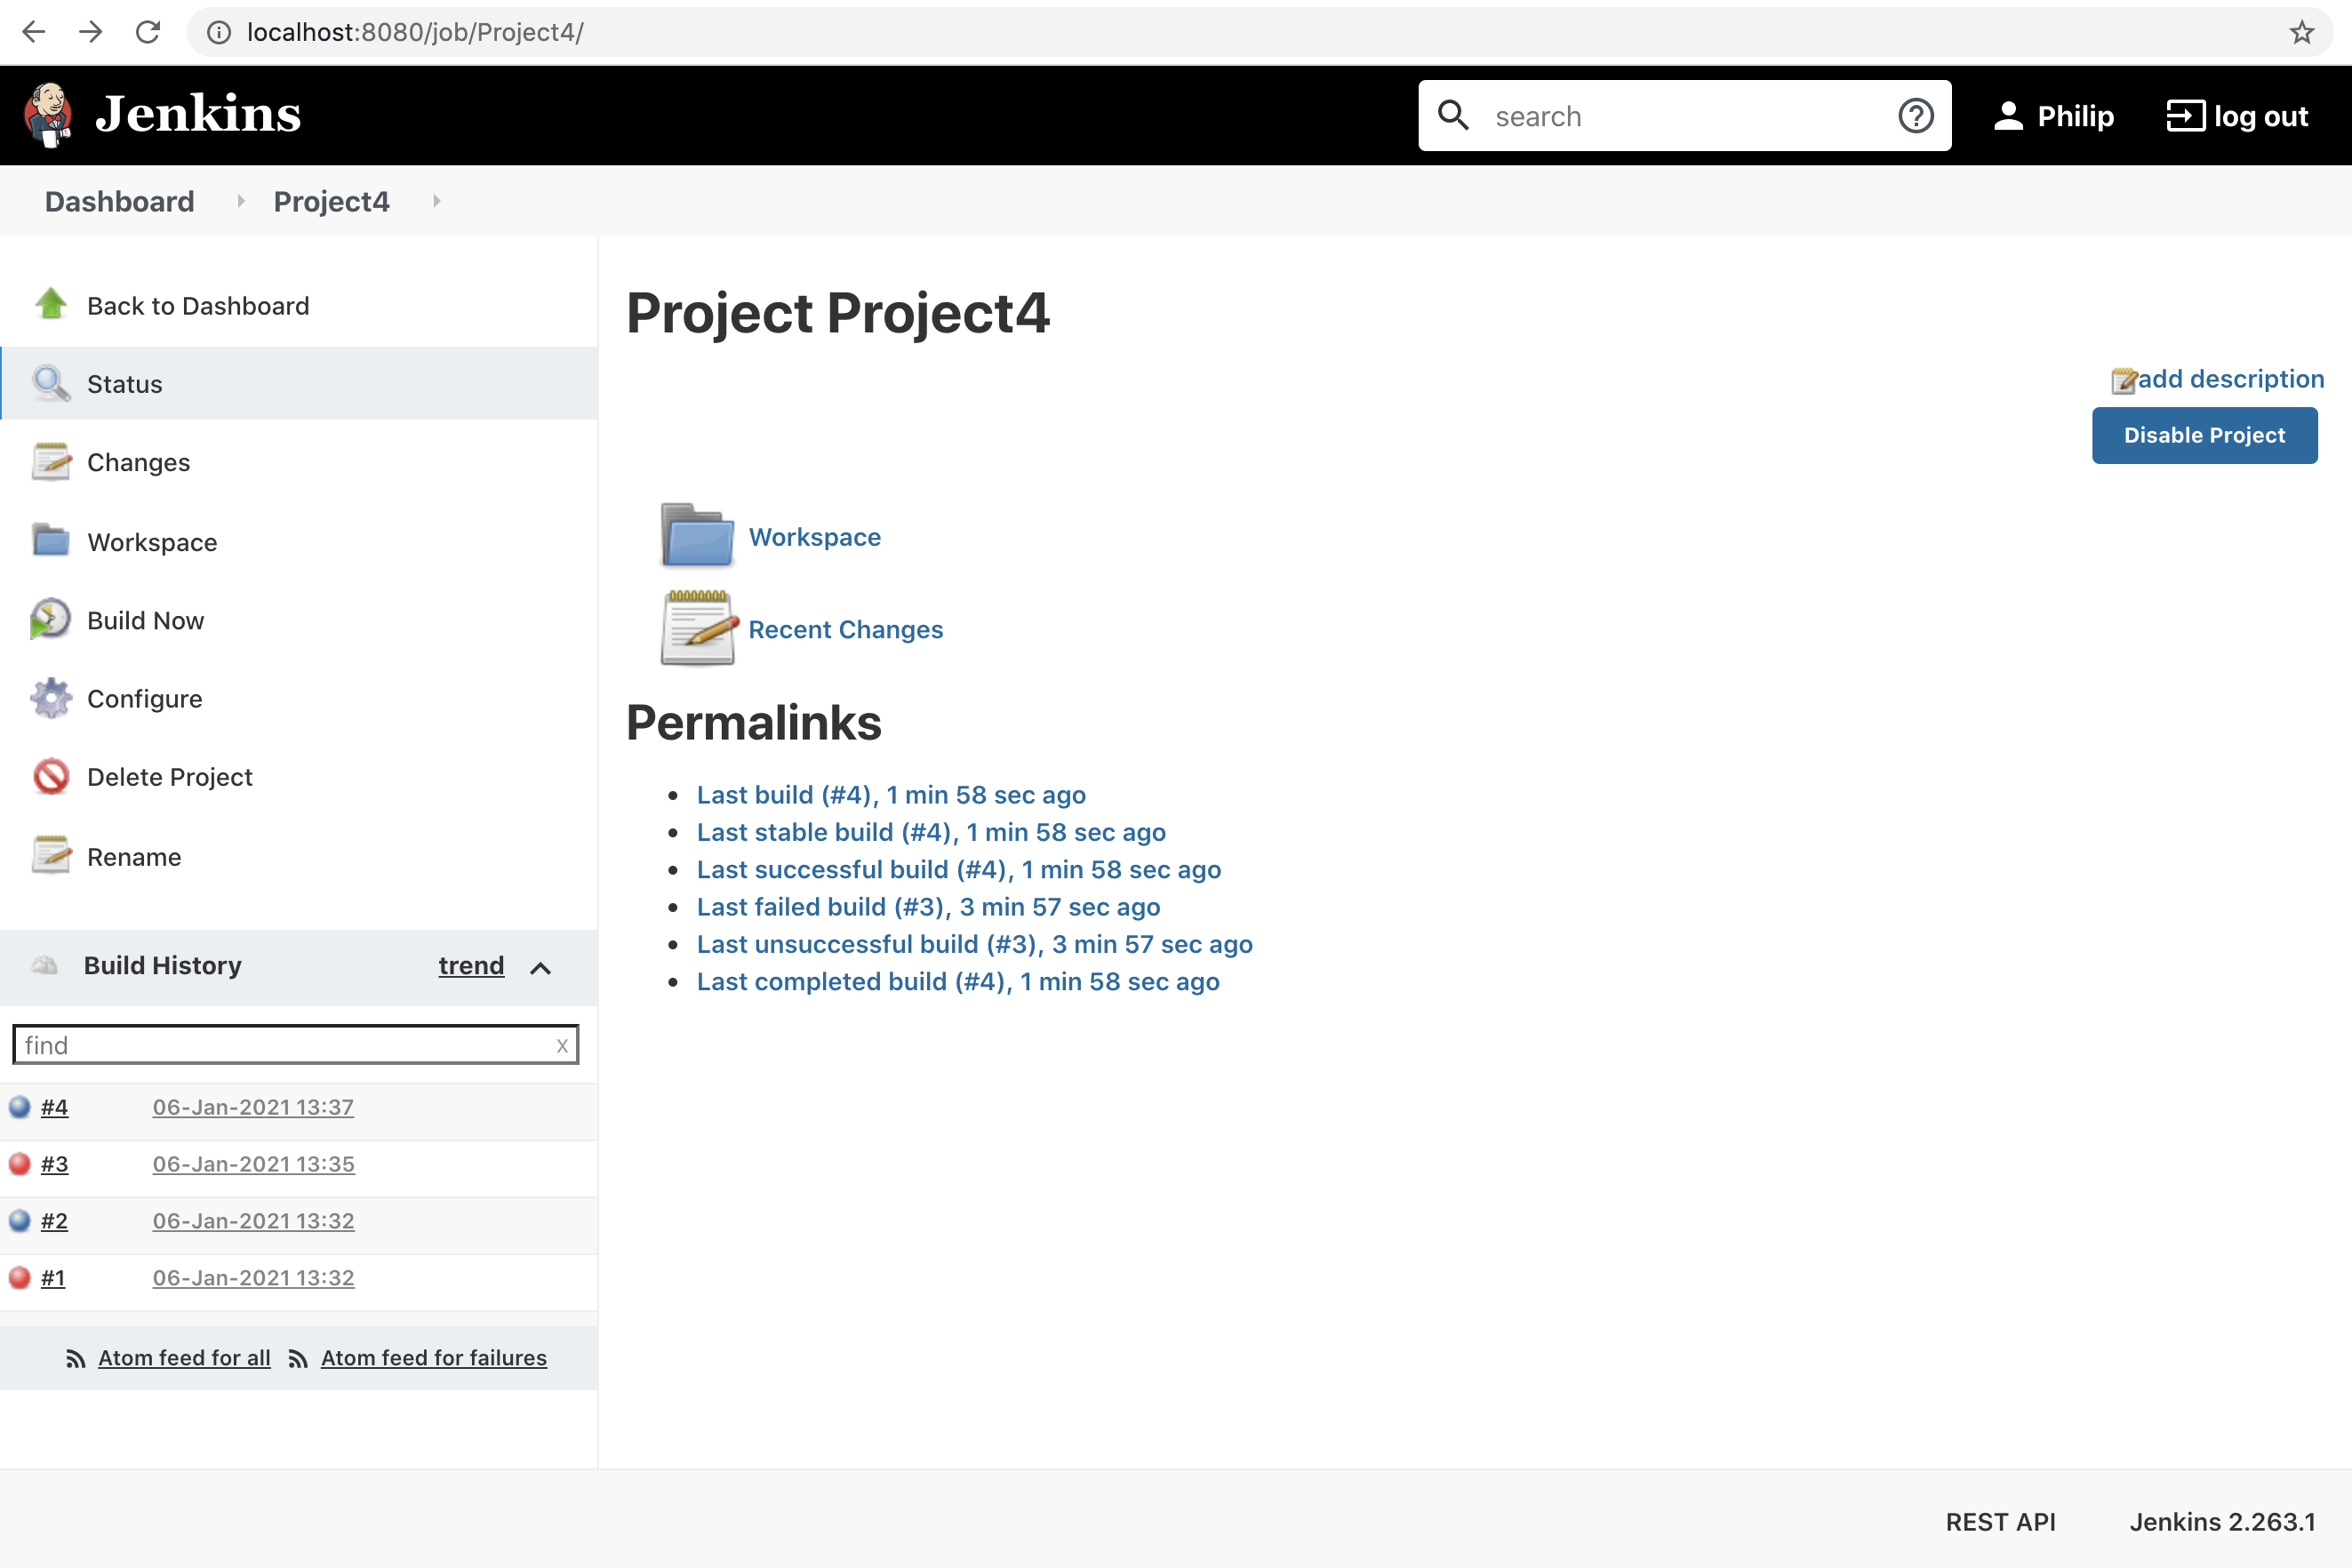 localhost:8080/job/Project4/
Jenkins
search
Philip
log out
Dashboard
Project4
Back to Dashboard
Status
Changes
Workspace
Build Now
Configure
Delete Project
Rename
Build History
trend
find
x
#4 06-Jan-2021 13:37
#3 06-Jan-2021 13:35
#2 06-Jan-2021 13:32
#1 06-Jan-2021 13:32
Atom feed for all
Atom feed for failures
Project Project4
add description
Disable Project
Workspace
Recent Changes
Permalinks
Last build (#4), 1 min 58 sec ago
Last stable build (#4), 1 min 58 sec ago
Last successful build (#4), 1 min 58 sec ago
Last failed build (#3), 3 min 57 sec ago
Last unsuccessful build (#3), 3 min 57 sec ago
Last completed build (#4), 1 min 58 sec ago
REST API
Jenkins 2.263.1